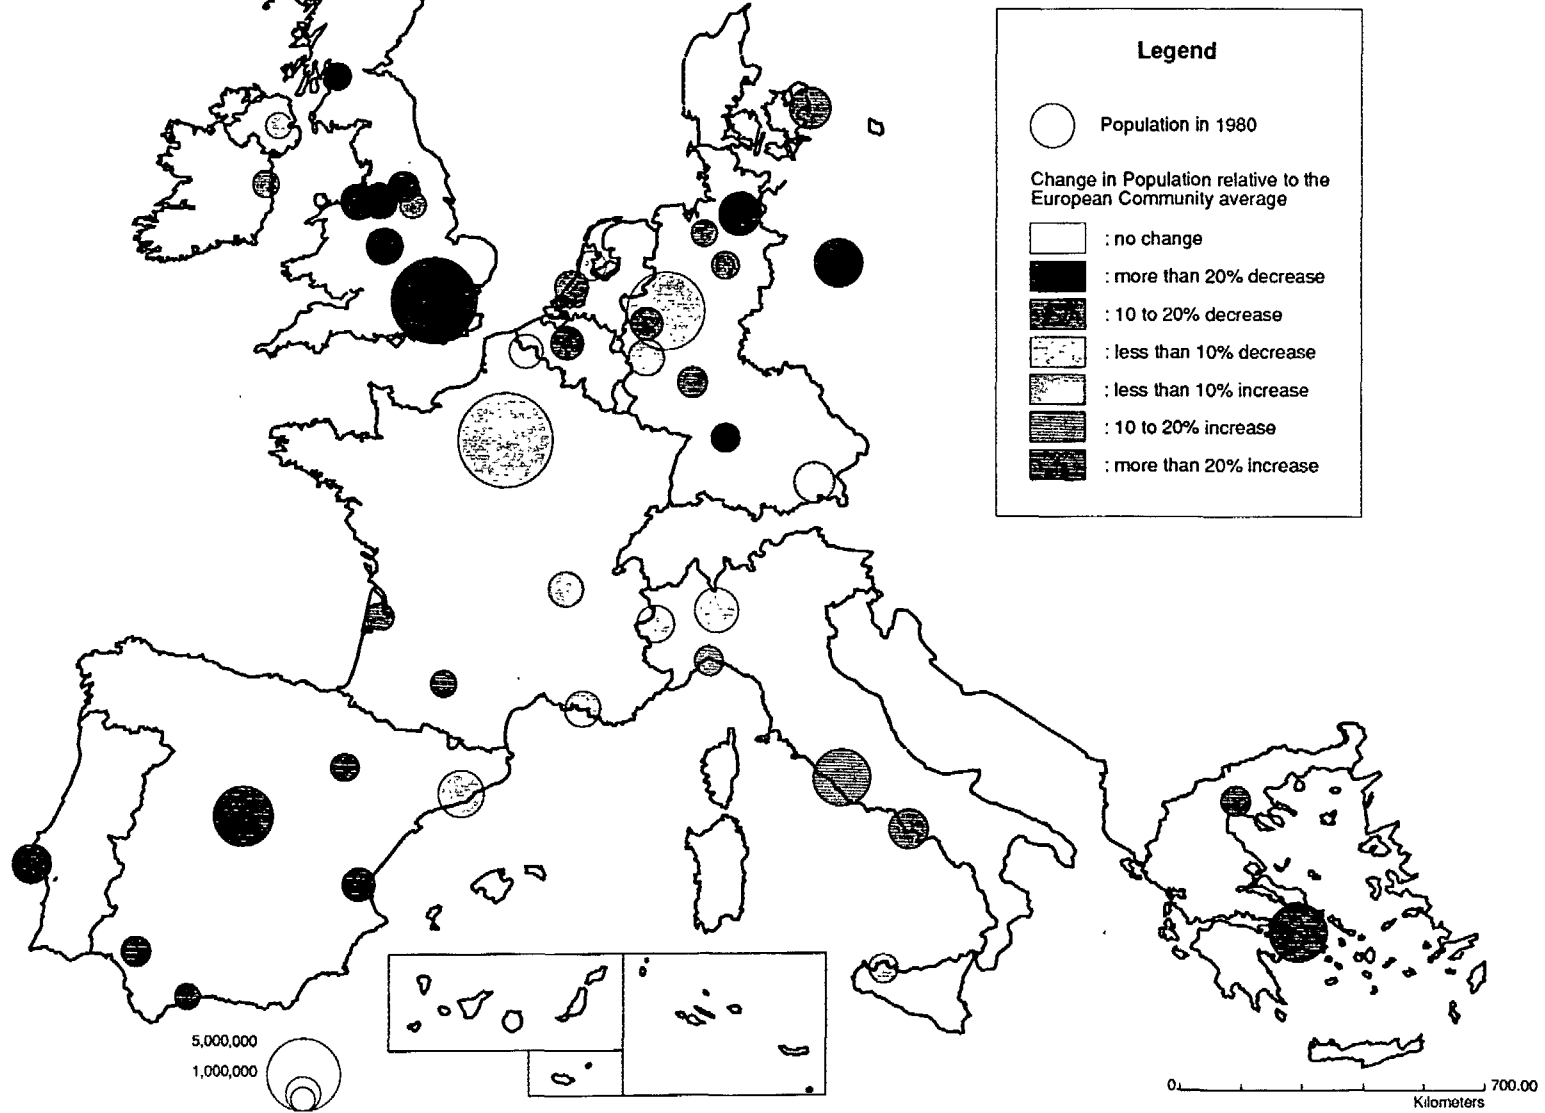 Legend
Population in 1980
Change in Population relative to the
European Community average
: no change
: more than 20% decrease
: 10 to 20% decrease
: less than 10% decrease
: less than 10% increase
: 10 to 20% increase
: more than 20% increase
5,000,000
1,000,000
0
700.00
Kilometers